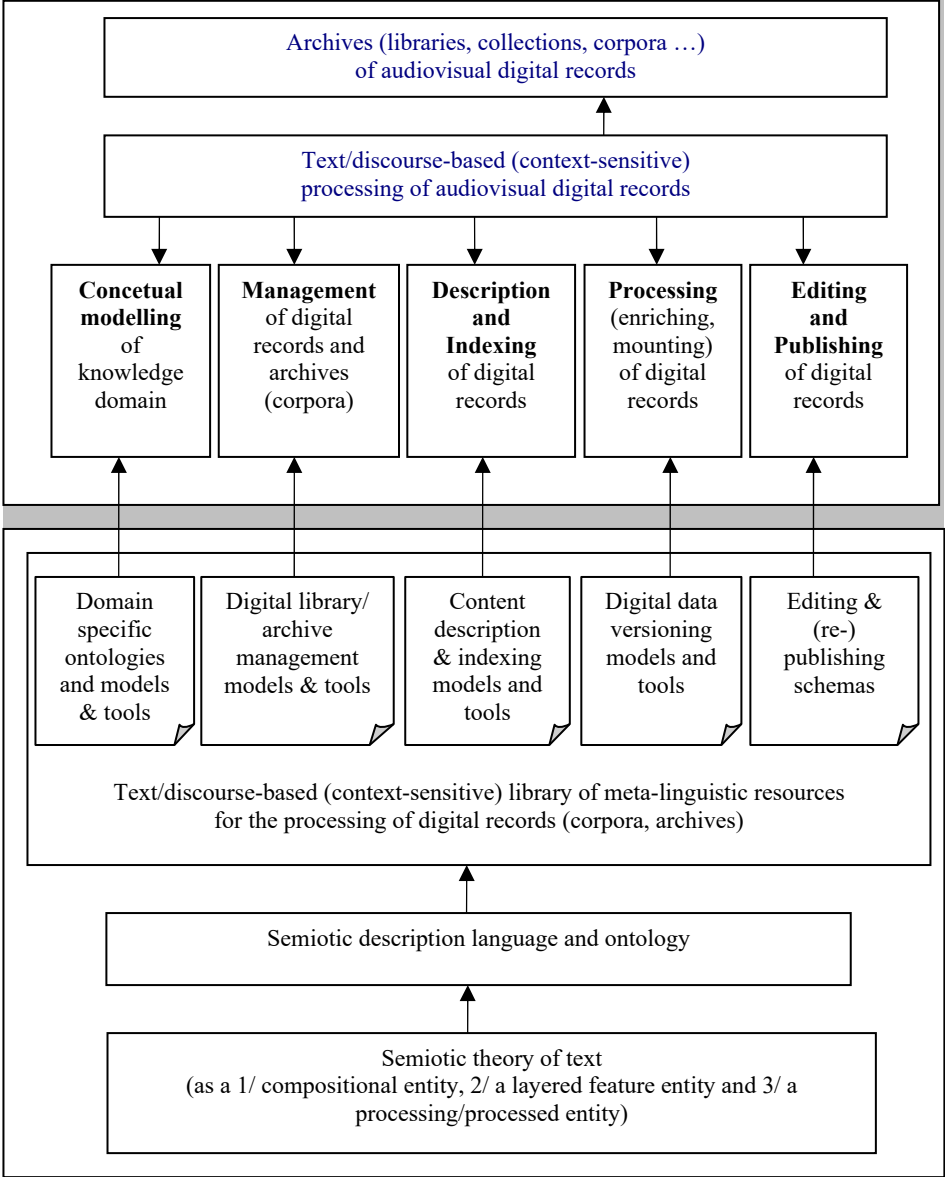 Archives (libraries, collections, corpora …)
of audiovisual digital records
Text/discourse-based (context-sensitive)
processing of audiovisual digital records
Concetual
modelling
of
knowledge
domain
Management
of digital
records and
archives
(corpora)
Description
and
Indexing
of digital
records
Processing
(enriching,
mounting)
of digital
records
Editing
and
Publishing
of digital
records
Domain
specific
ontologies
and models
& tools
Digital library/
archive
management
models & tools
Content
description
& indexing
models and
tools
Digital data
versioning
models and
tools
Editing &
(re-)
publishing
schemas
Text/discourse-based (context-sensitive) library of meta-linguistic resources
for the processing of digital records (corpora, archives)
Semiotic description language and ontology
Semiotic theory of text
(as a 1/ compositional entity, 2/ a layered feature entity and 3/ a
processing/processed entity)